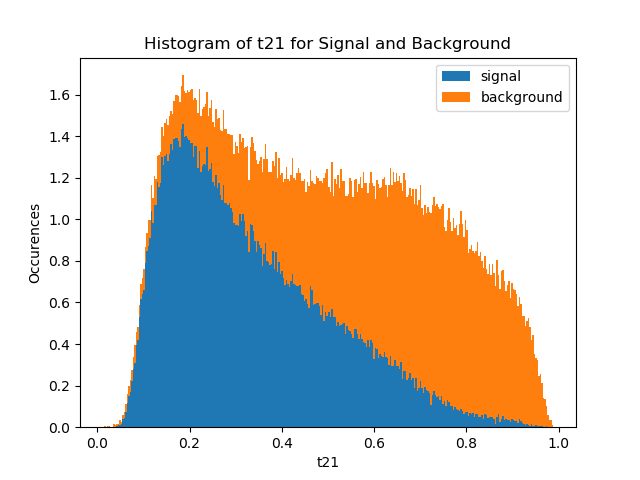 Histogram of t21 for Signal and Background
signal
background
1.6
1.4
1.2
1.0
0.8
0.6
0.4
0.2
0.0
Occurences
0.0 0.2 0.4 0.6 0.8 1.0
t21